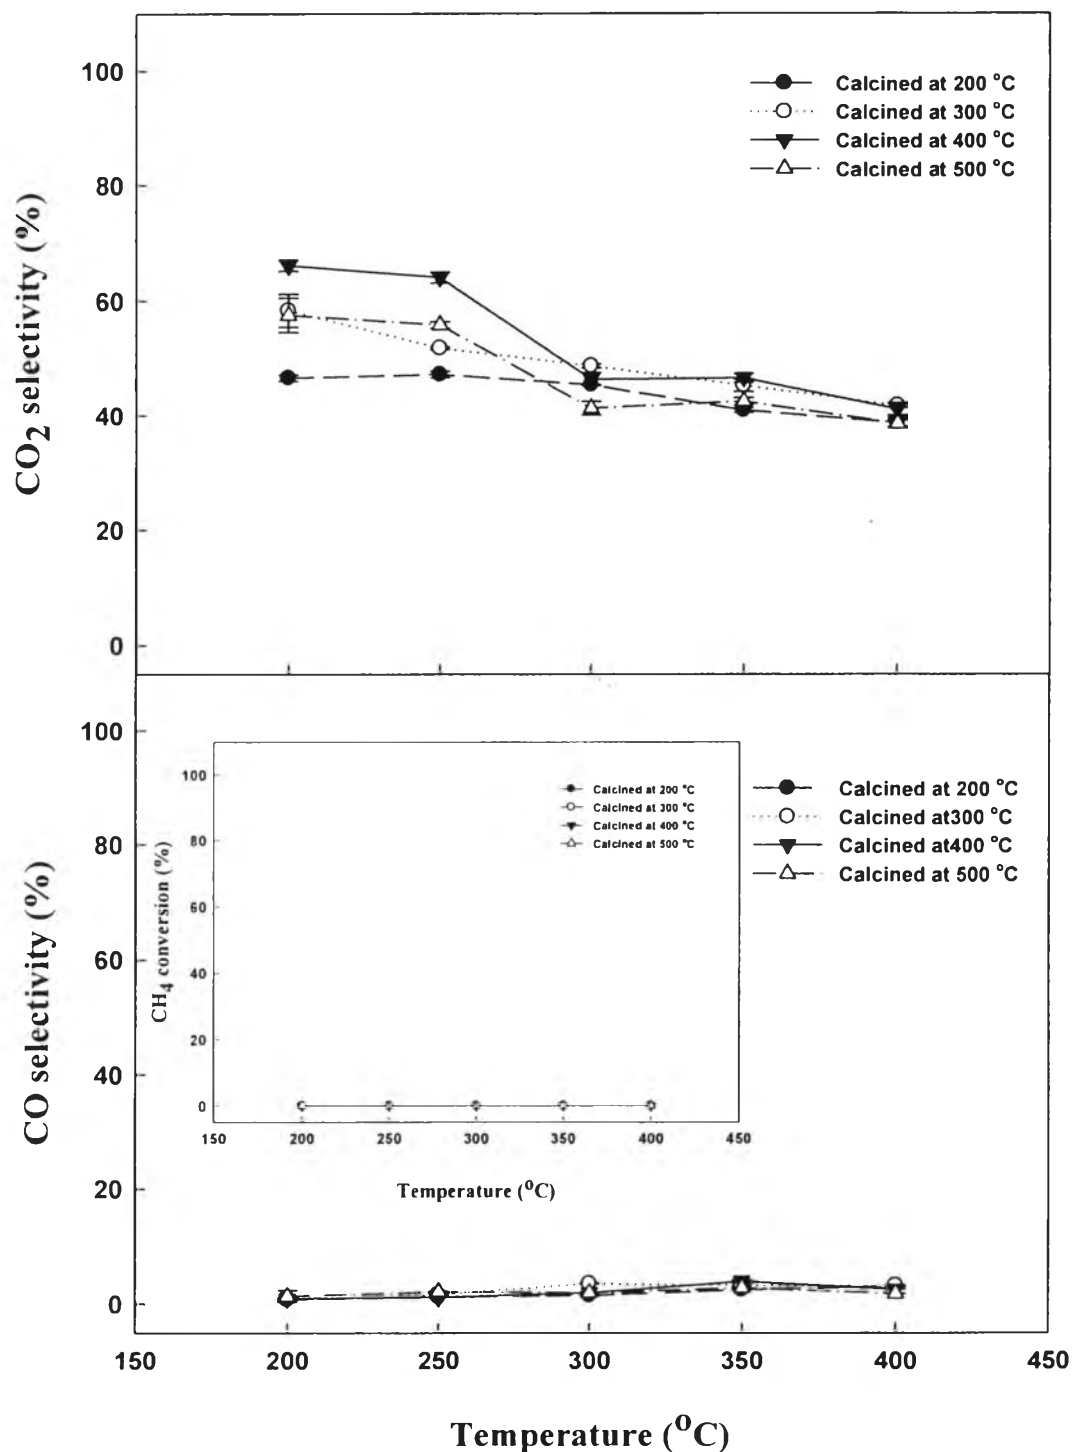 CO2 selectivity (%)
100
80
60
40
20
0
Calcined at 200 °C
Calcined at 300 °C
Calcined at 400 °C
Calcined at 500 °C
CO selectivity (%)
100
80
60
40
20
0
Calcined at 200 °C
Calcined at300 °C
Calcined at400 °C
Calcined at 500 °C
CH4 conversion (%)
100
80
60
40
20
0
Calcined at 200 °C
Calcined at 300 °C
Calcined at 400 °C
Calcined at 500 °C
150 200 250 300 350 400 450
Temperature (°C)
150 200 250 300 350 400 450
Temperature (°C)